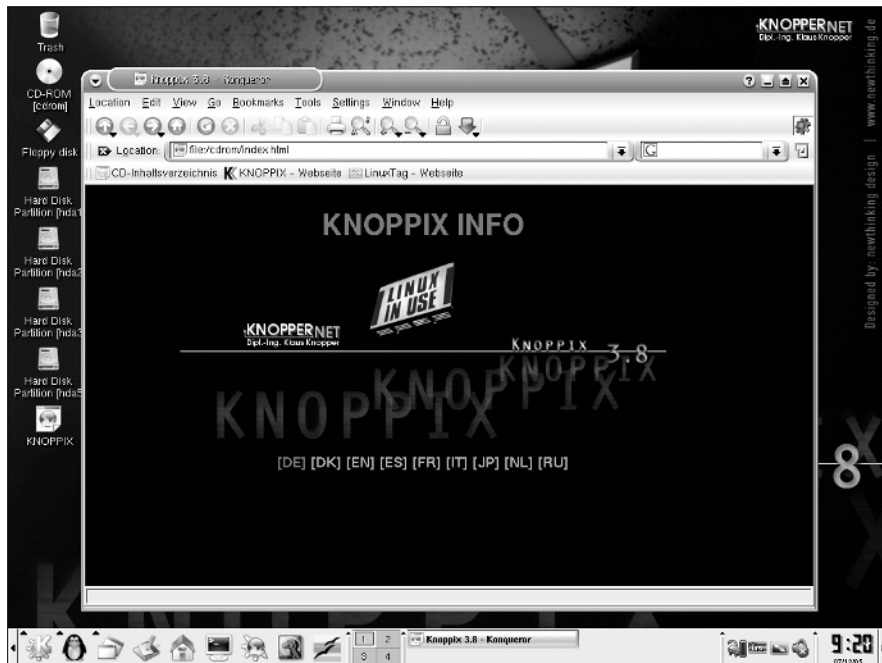 Trash
CD-ROM
[cdrom]
Floppy disk
Hard Disk
Partition [hda1
Hard Disk
Partition [hda2
Hard Disk
Partition [hda3
Hard Disk
Partition [hda5
KNOPPIX
KNOPPERNET
Dipl.-Ing. Klaus Knopper
Designed by: newthinking design | www.newthinking.de
Knoppix 3.8 - Konqueror
Location Edit View Go Bookmarks Tools Settings Window Help
Location: file:/cdrom/index.html
CD-Inhaltsverzeichnis KNOPPIX - Webseite LinuxTag - Webseite
KNOPPIX INFO
LINUX
IN USE
KNOPPERNET
Dipl.-Ing. Klaus Knopper
KNOPPIX 3.8
KNOPPIX
KNOPPIX
KNOPPIX
[DE] [DK] [EN] [ES] [FR] [IT] [JP] [NL] [RU]
8
1 2
3 4
Knoppix 3.8 - Konqueror
9:20